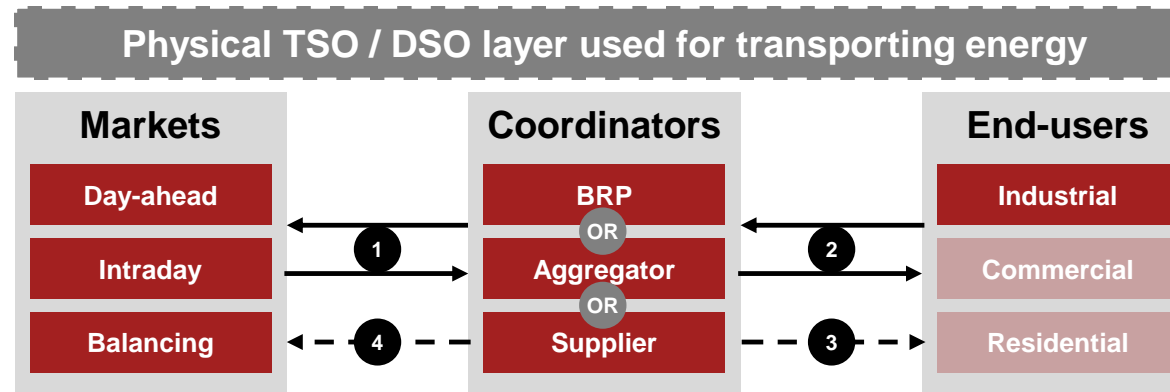 Physical TSO / DSO layer used for transporting energy
Markets
Day-ahead
Intraday
Balancing
1
4
Coordinators
BRP
OR
Aggregator
OR
Supplier
2
3
End-users
Industrial
Commercial
Residential